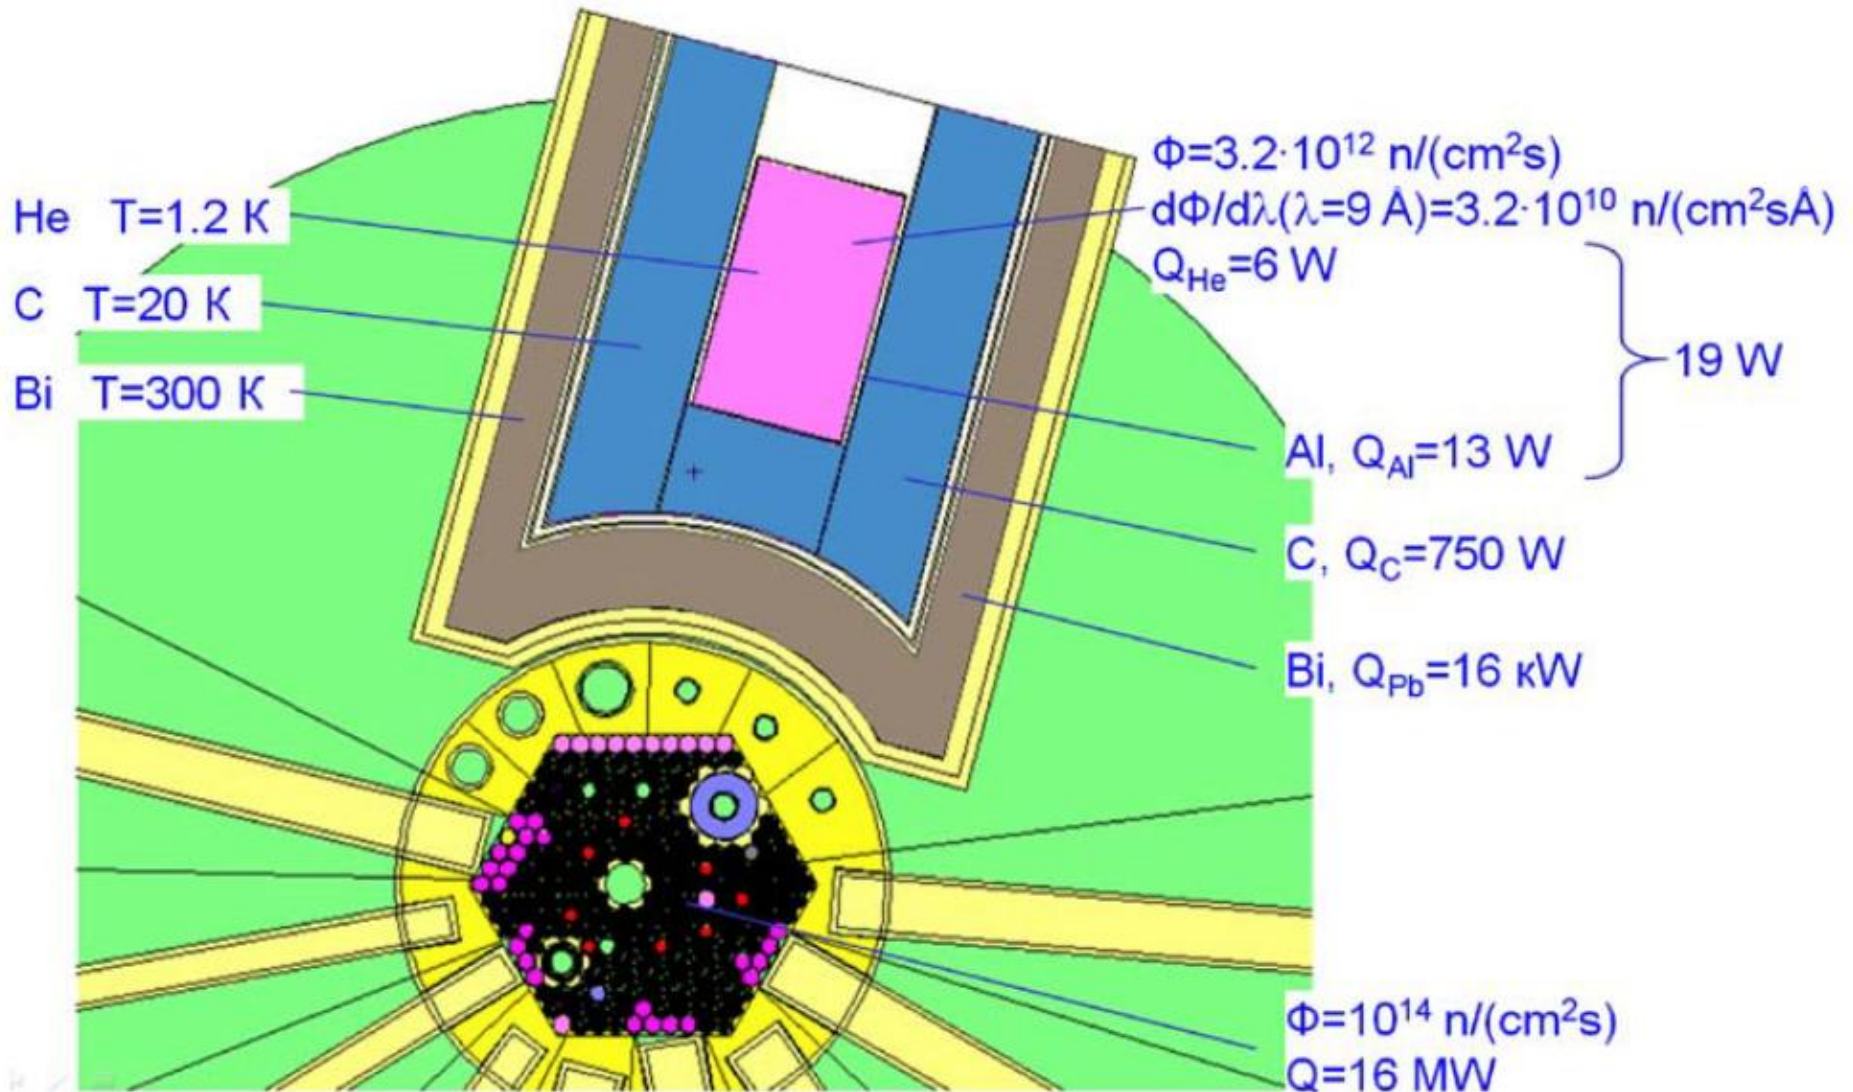 Φ=3.2·10¹² n/(cm²s)
He T=1.2 K
dΦ/dλ(λ=9 Å)=3.2·10¹⁰ n/(cm²sÅ)
Q_He=6 W
C T=20 K
19 W
Bi T=300 K
Al, Q_Al=13 W
C, Q_C=750 W
Bi, Q_Pb=16 кW
Φ=10¹⁴ n/(cm²s)
Q=16 MW